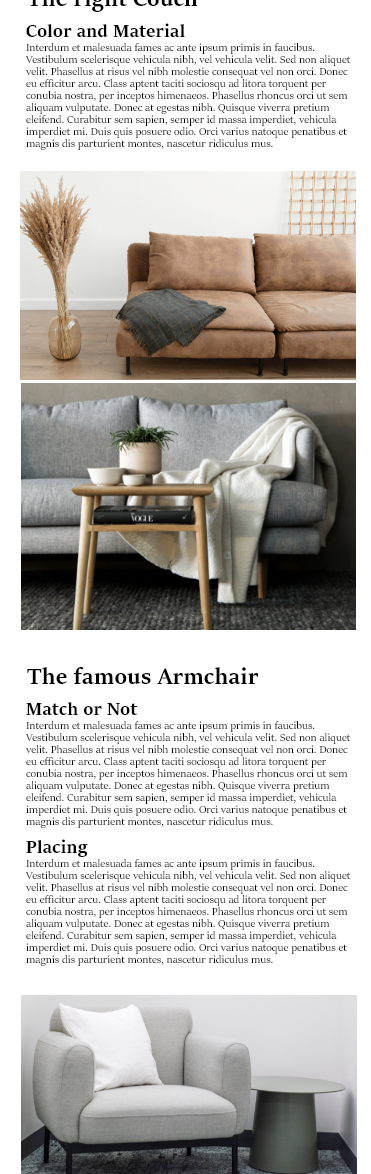 The right Couch
Color and Material
Interdum et malesuada fames ac ante ipsum primis in faucibus.
Vestibulum scelerisque vehicula nibh, vel vehicula velit. Sed non aliquet
velit. Phasellus at risus vel nibh molestie consequat vel non orci. Donec
eu efficitur arcu. Class aptent taciti sociosqu ad litora torquent per
conubia nostra, per inceptos himenaeos. Phasellus rhoncus orci ut sem
aliquam vulputate. Donec at egestas nibh. Quisque viverra pretium
eleifend. Curabitur sem sapien, semper id massa imperdiet, vehicula
imperdiet mi. Duis quis posuere odio. Orci varius natoque penatibus et
magnis dis parturient montes, nascetur ridiculus mus.
VOGUE
The famous Armchair
Match or Not
Interdum et malesuada fames ac ante ipsum primis in faucibus.
Vestibulum scelerisque vehicula nibh, vel vehicula velit. Sed non aliquet
velit. Phasellus at risus vel nibh molestie consequat vel non orci. Donec
eu efficitur arcu. Class aptent taciti sociosqu ad litora torquent per
conubia nostra, per inceptos himenaeos. Phasellus rhoncus orci ut sem
aliquam vulputate. Donec at egestas nibh. Quisque viverra pretium
eleifend. Curabitur sem sapien, semper id massa imperdiet, vehicula
imperdiet mi. Duis quis posuere odio. Orci varius natoque penatibus et
magnis dis parturient montes, nascetur ridiculus mus.
Placing
Interdum et malesuada fames ac ante ipsum primis in faucibus.
Vestibulum scelerisque vehicula nibh, vel vehicula velit. Sed non aliquet
velit. Phasellus at risus vel nibh molestie consequat vel non orci. Donec
eu efficitur arcu. Class aptent taciti sociosqu ad litora torquent per
conubia nostra, per inceptos himenaeos. Phasellus rhoncus orci ut sem
aliquam vulputate. Donec at egestas nibh. Quisque viverra pretium
eleifend. Curabitur sem sapien, semper id massa imperdiet, vehicula
imperdiet mi. Duis quis posuere odio. Orci varius natoque penatibus et
magnis dis parturient montes, nascetur ridiculus mus.